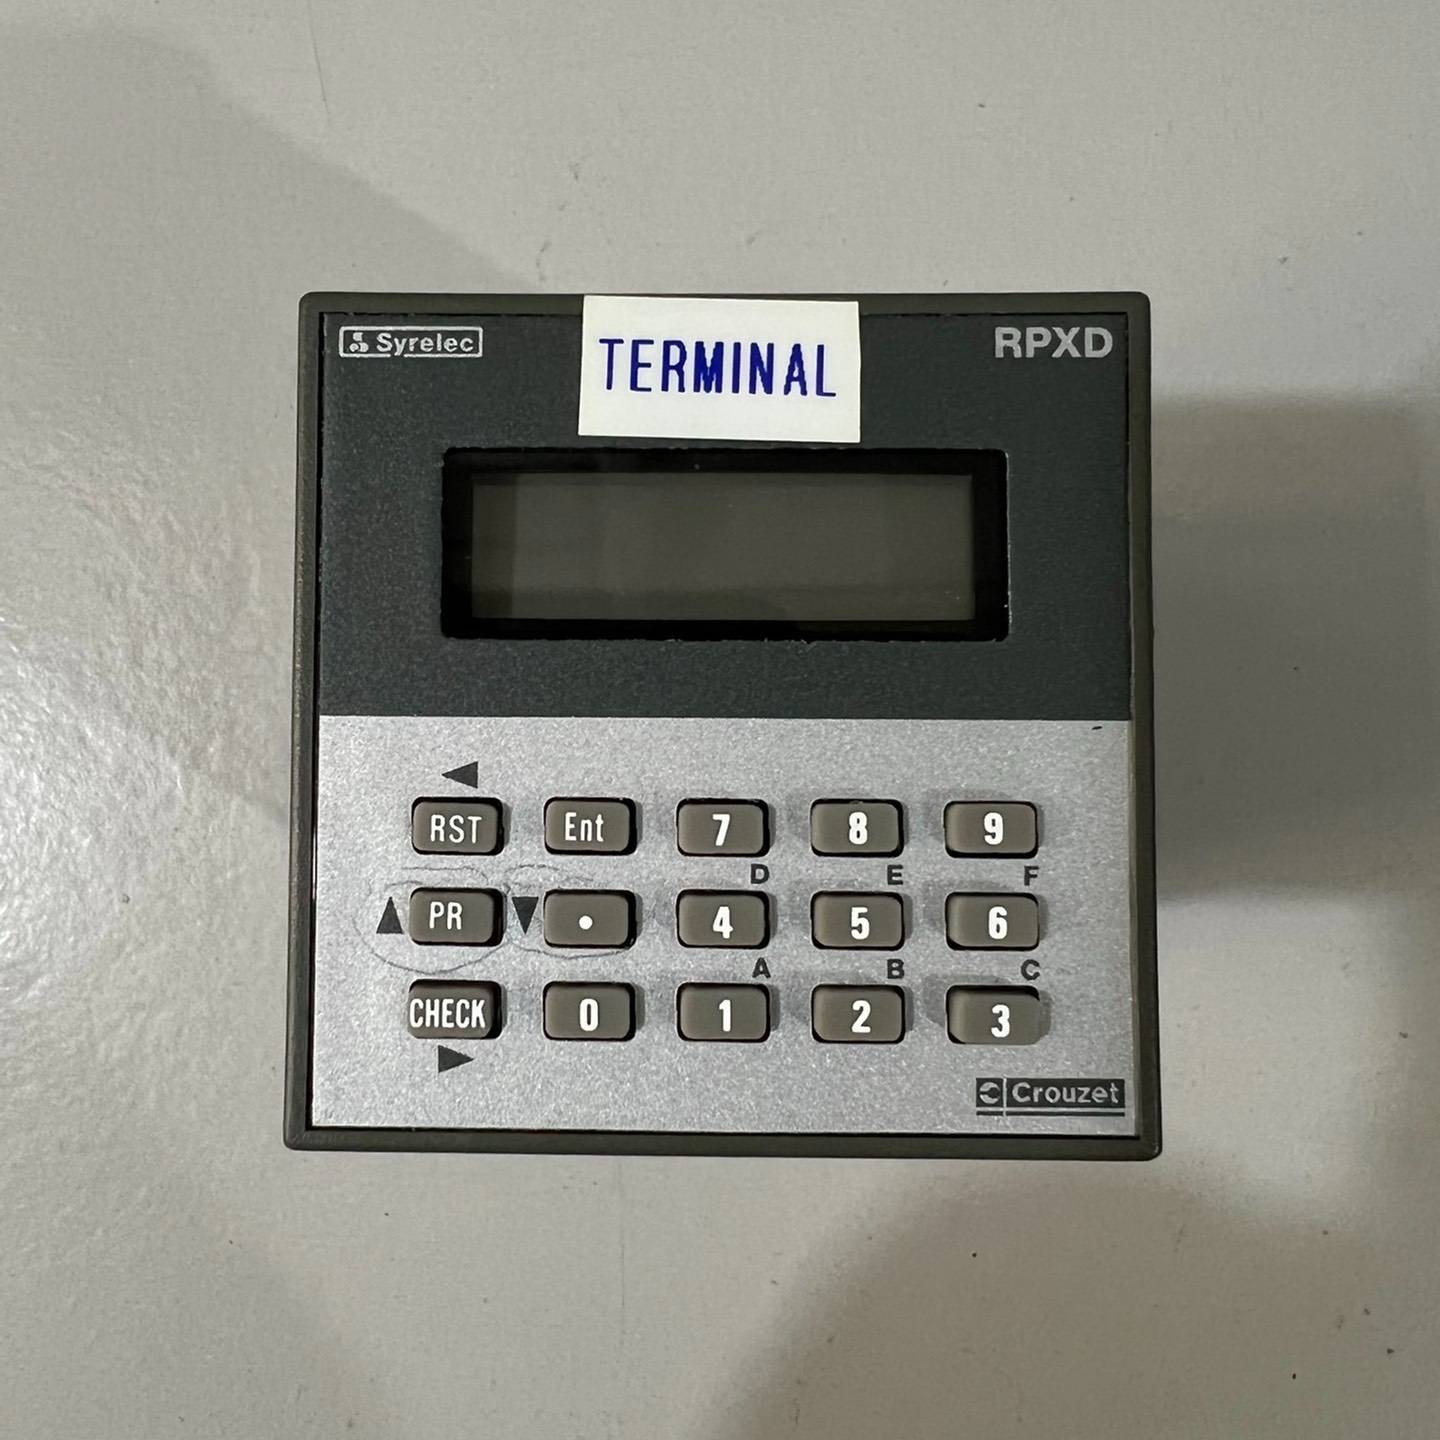 Syrelec
TERMINAL
RPXD
RST Ent 7 8 9
D E F
PR • 4 5 6
A B C
CHECK 0 1 2 3
Crouzet